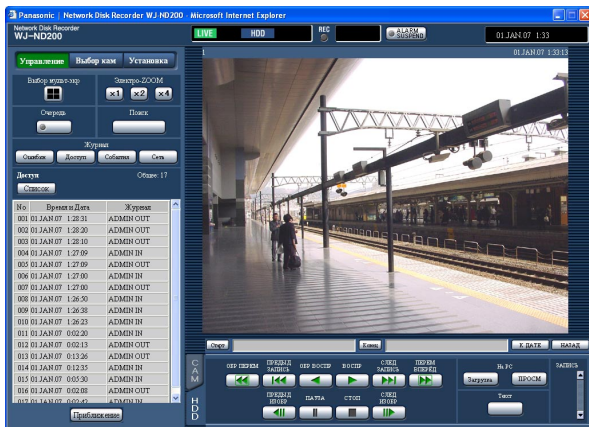 Panasonic | Network Disk Recorder WJ-ND200 - Microsoft Internet Explorer
Network Disk Recorder
WJ-ND200
LIVE HDD REC ALARM SUSPEND 01.JAN.07 1:33
Управление Выбор кам Установка
1 01.JAN.07 1:33:13
Выбор мульт-экр Электро-ZOOM
x1 x2 x4
Очередь Поиск
Журнал
Ошибки Доступ События Сеть
Доступ Общее: 17
Список
No Время и Дата Журнал
001 01.JAN.07 1:28:31 ADMIN OUT
002 01.JAN.07 1:28:20 ADMIN OUT
003 01.JAN.07 1:28:10 ADMIN OUT
004 01.JAN.07 1:27:09 ADMIN IN
005 01.JAN.07 1:27:09 ADMIN OUT
006 01.JAN.07 1:27:00 ADMIN IN
007 01.JAN.07 1:27:00 ADMIN OUT
008 01.JAN.07 1:26:50 ADMIN IN
009 01.JAN.07 1:26:38 ADMIN IN
010 01.JAN.07 1:26:23 ADMIN IN
011 01.JAN.07 0:02:20 ADMIN IN
012 01.JAN.07 0:02:13 ADMIN OUT
013 01.JAN.07 0:13:26 ADMIN OUT
014 01.JAN.07 0:12:35 ADMIN IN
015 01.JAN.07 0:05:30 ADMIN IN
016 01.JAN.07 0:02:08 ADMIN OUT
017 01.JAN.07 0:02:42 ADMIN IN
Приближение
Старт Конец К ДАТЕ НАЗАД
CAM
HDD
ОБР ПЕРЕМ ПРЕДЫД ЗАПИСЬ ОБР ВОСПР ВОСПР СЛЕД ЗАПИСЬ ПЕРЕМ ВПЕРЁД
ПРЕДЫД ИЗОБР ПАУЗА СТОП СЛЕД ИЗОБР
На PC
Загрузка ПРОСМ
Текст
ЗАПИСЬ